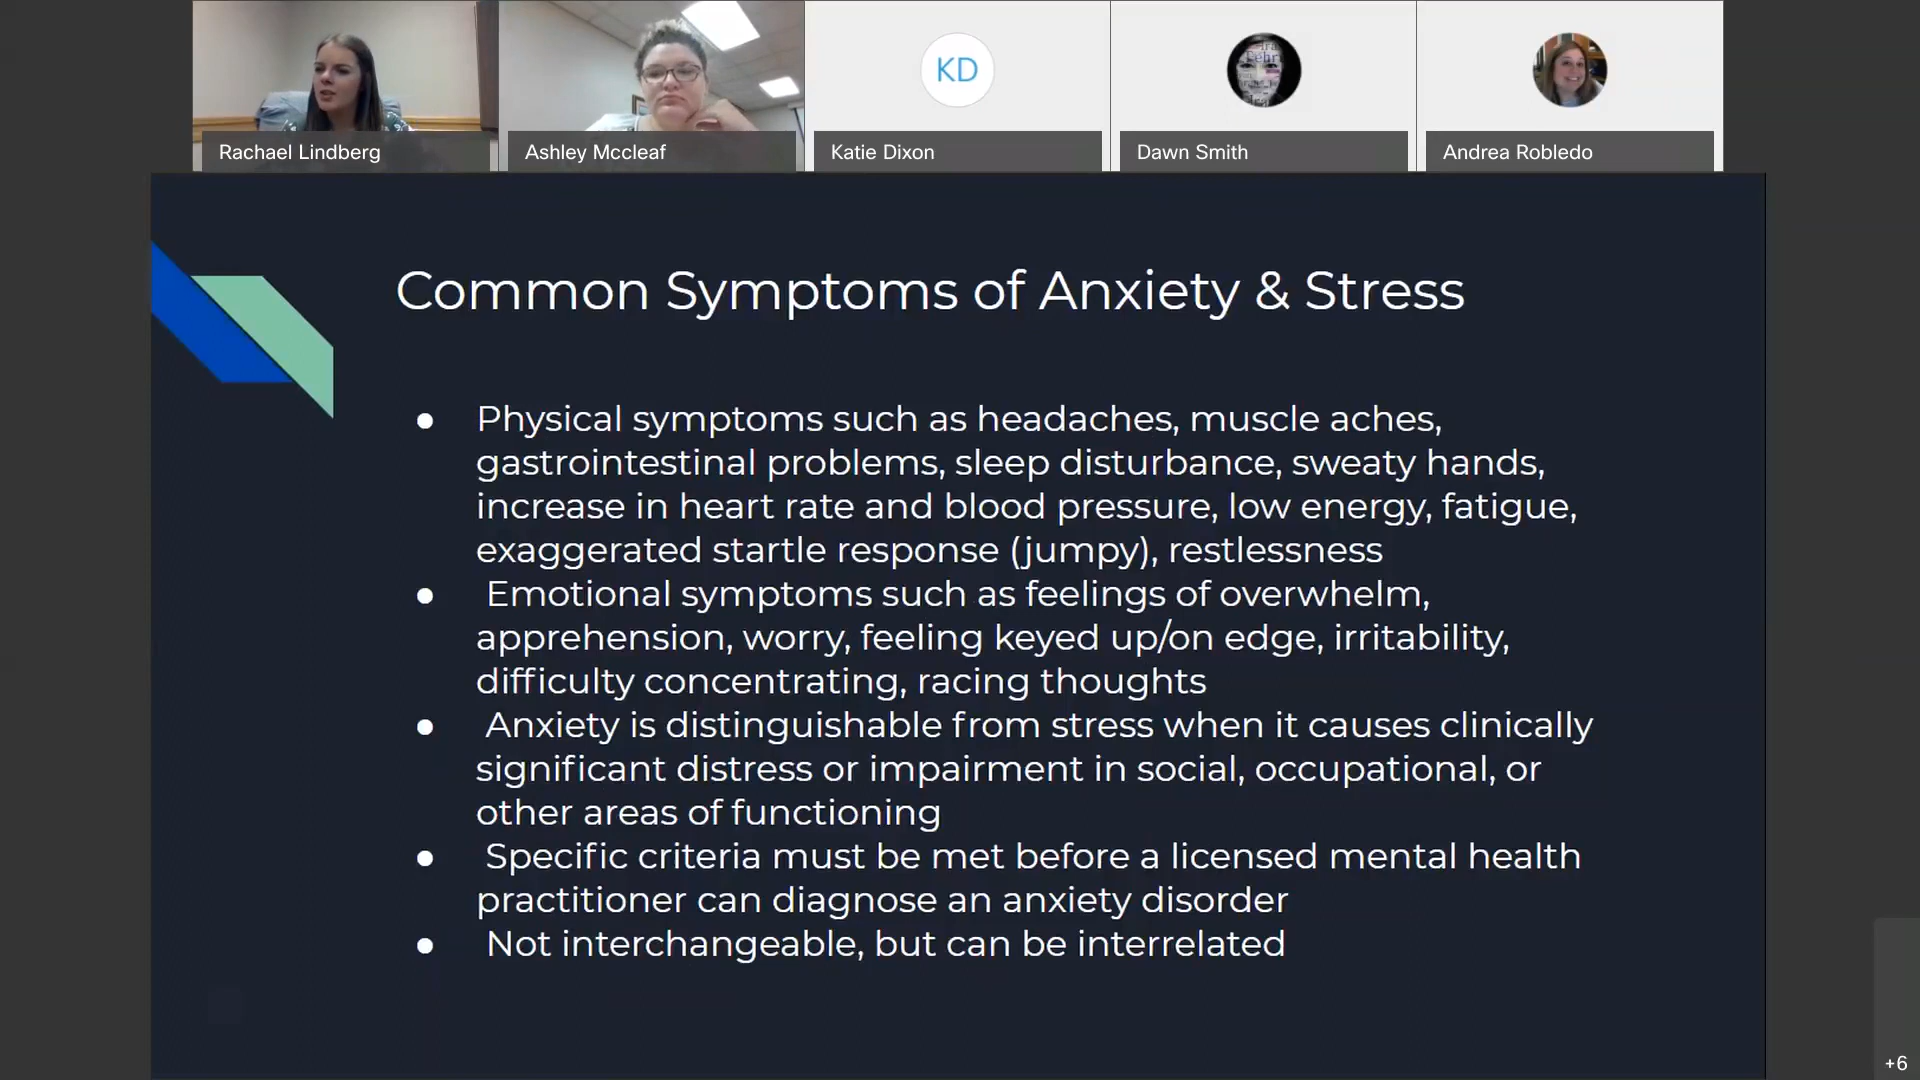 Rachael Lindberg
Ashley Mccleaf
KD
Katie Dixon
Dawn Smith
Andrea Robledo
Common Symptoms of Anxiety & Stress
● Physical symptoms such as headaches, muscle aches,
gastrointestinal problems, sleep disturbance, sweaty hands,
increase in heart rate and blood pressure, low energy, fatigue,
exaggerated startle response (jumpy), restlessness
● Emotional symptoms such as feelings of overwhelm,
apprehension, worry, feeling keyed up/on edge, irritability,
difficulty concentrating, racing thoughts
● Anxiety is distinguishable from stress when it causes clinically
significant distress or impairment in social, occupational, or
other areas of functioning
● Specific criteria must be met before a licensed mental health
practitioner can diagnose an anxiety disorder
● Not interchangeable, but can be interrelated
+6